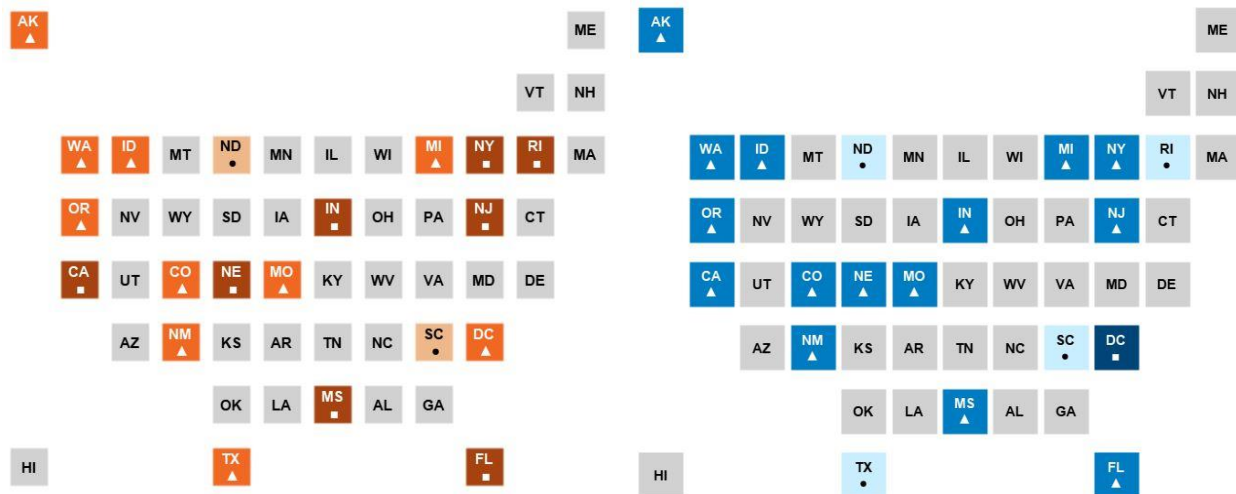 AK
ME
VT NH
WA ID MT ND MN IL WI MI NY RI MA
OR NV WY SD IA IN OH PA NJ CT
CA UT CO NE MO KY WV VA MD DE
AZ NM KS AR TN NC SC DC
OK LA MS AL GA
HI TX FL
AK
ME
VT NH
WA ID MT ND MN IL WI MI NY RI MA
OR NV WY SD IA IN OH PA NJ CT
CA UT CO NE MO KY WV VA MD DE
AZ NM KS AR TN NC SC DC
OK LA MS AL GA
HI TX FL